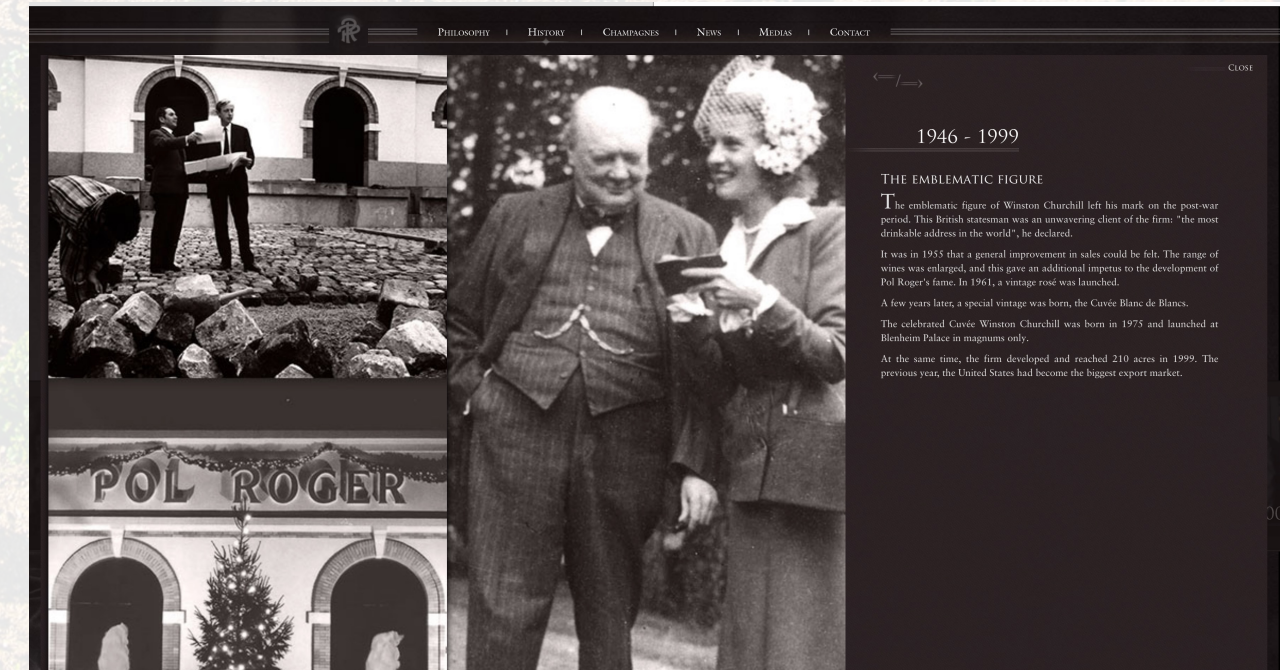 Philosophy
History
Champagnes
News
Medias
Contact
Close
1946 - 1999
The emblematic figure
The emblematic figure of Winston Churchill left his mark on the post-war
period. This British statesman was an unwavering client of the firm: "the most
drinkable address in the world", he declared.
It was in 1955 that a general improvement in sales could be felt. The range of
wines was enlarged, and this gave an additional impetus to the development of
Pol Roger's fame. In 1961, a vintage rosé was launched.
A few years later, a special vintage was born, the Cuvée Blanc de Blancs.
The celebrated Cuvée Winston Churchill was born in 1975 and launched at
Blenheim Palace in magnums only.
At the same time, the firm developed and reached 210 acres in 1999. The
previous year, the United States had become the biggest export market.
POL ROGER